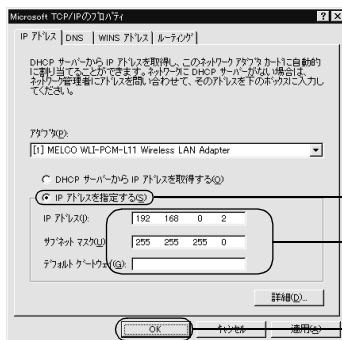 Microsoft TCP/IPのプロパティ
IP アドレス DNS WINS アドレス ルーティング
DHCP サーバーから IP アドレスを取得し、このネットワーク アダプタ カードに自動的
に割り当てることができます。ネットワークに DHCP サーバーがない場合は、
ネットワーク管理者にアドレスを問い合わせて、そのアドレスを下のボックスに入力し
てください。
アダプタ(P):
[1] MELCO WLI-PCM-L11 Wireless LAN Adapter
DHCP サーバーから IP アドレスを取得する(O)
IP アドレスを指定する(S)
IP アドレス(I): 192 168 0 2
サブネット マスク(U): 255 255 255 0
デフォルト ゲートウェイ(G):
詳細(D)...
OK キャンセル 適用(A)